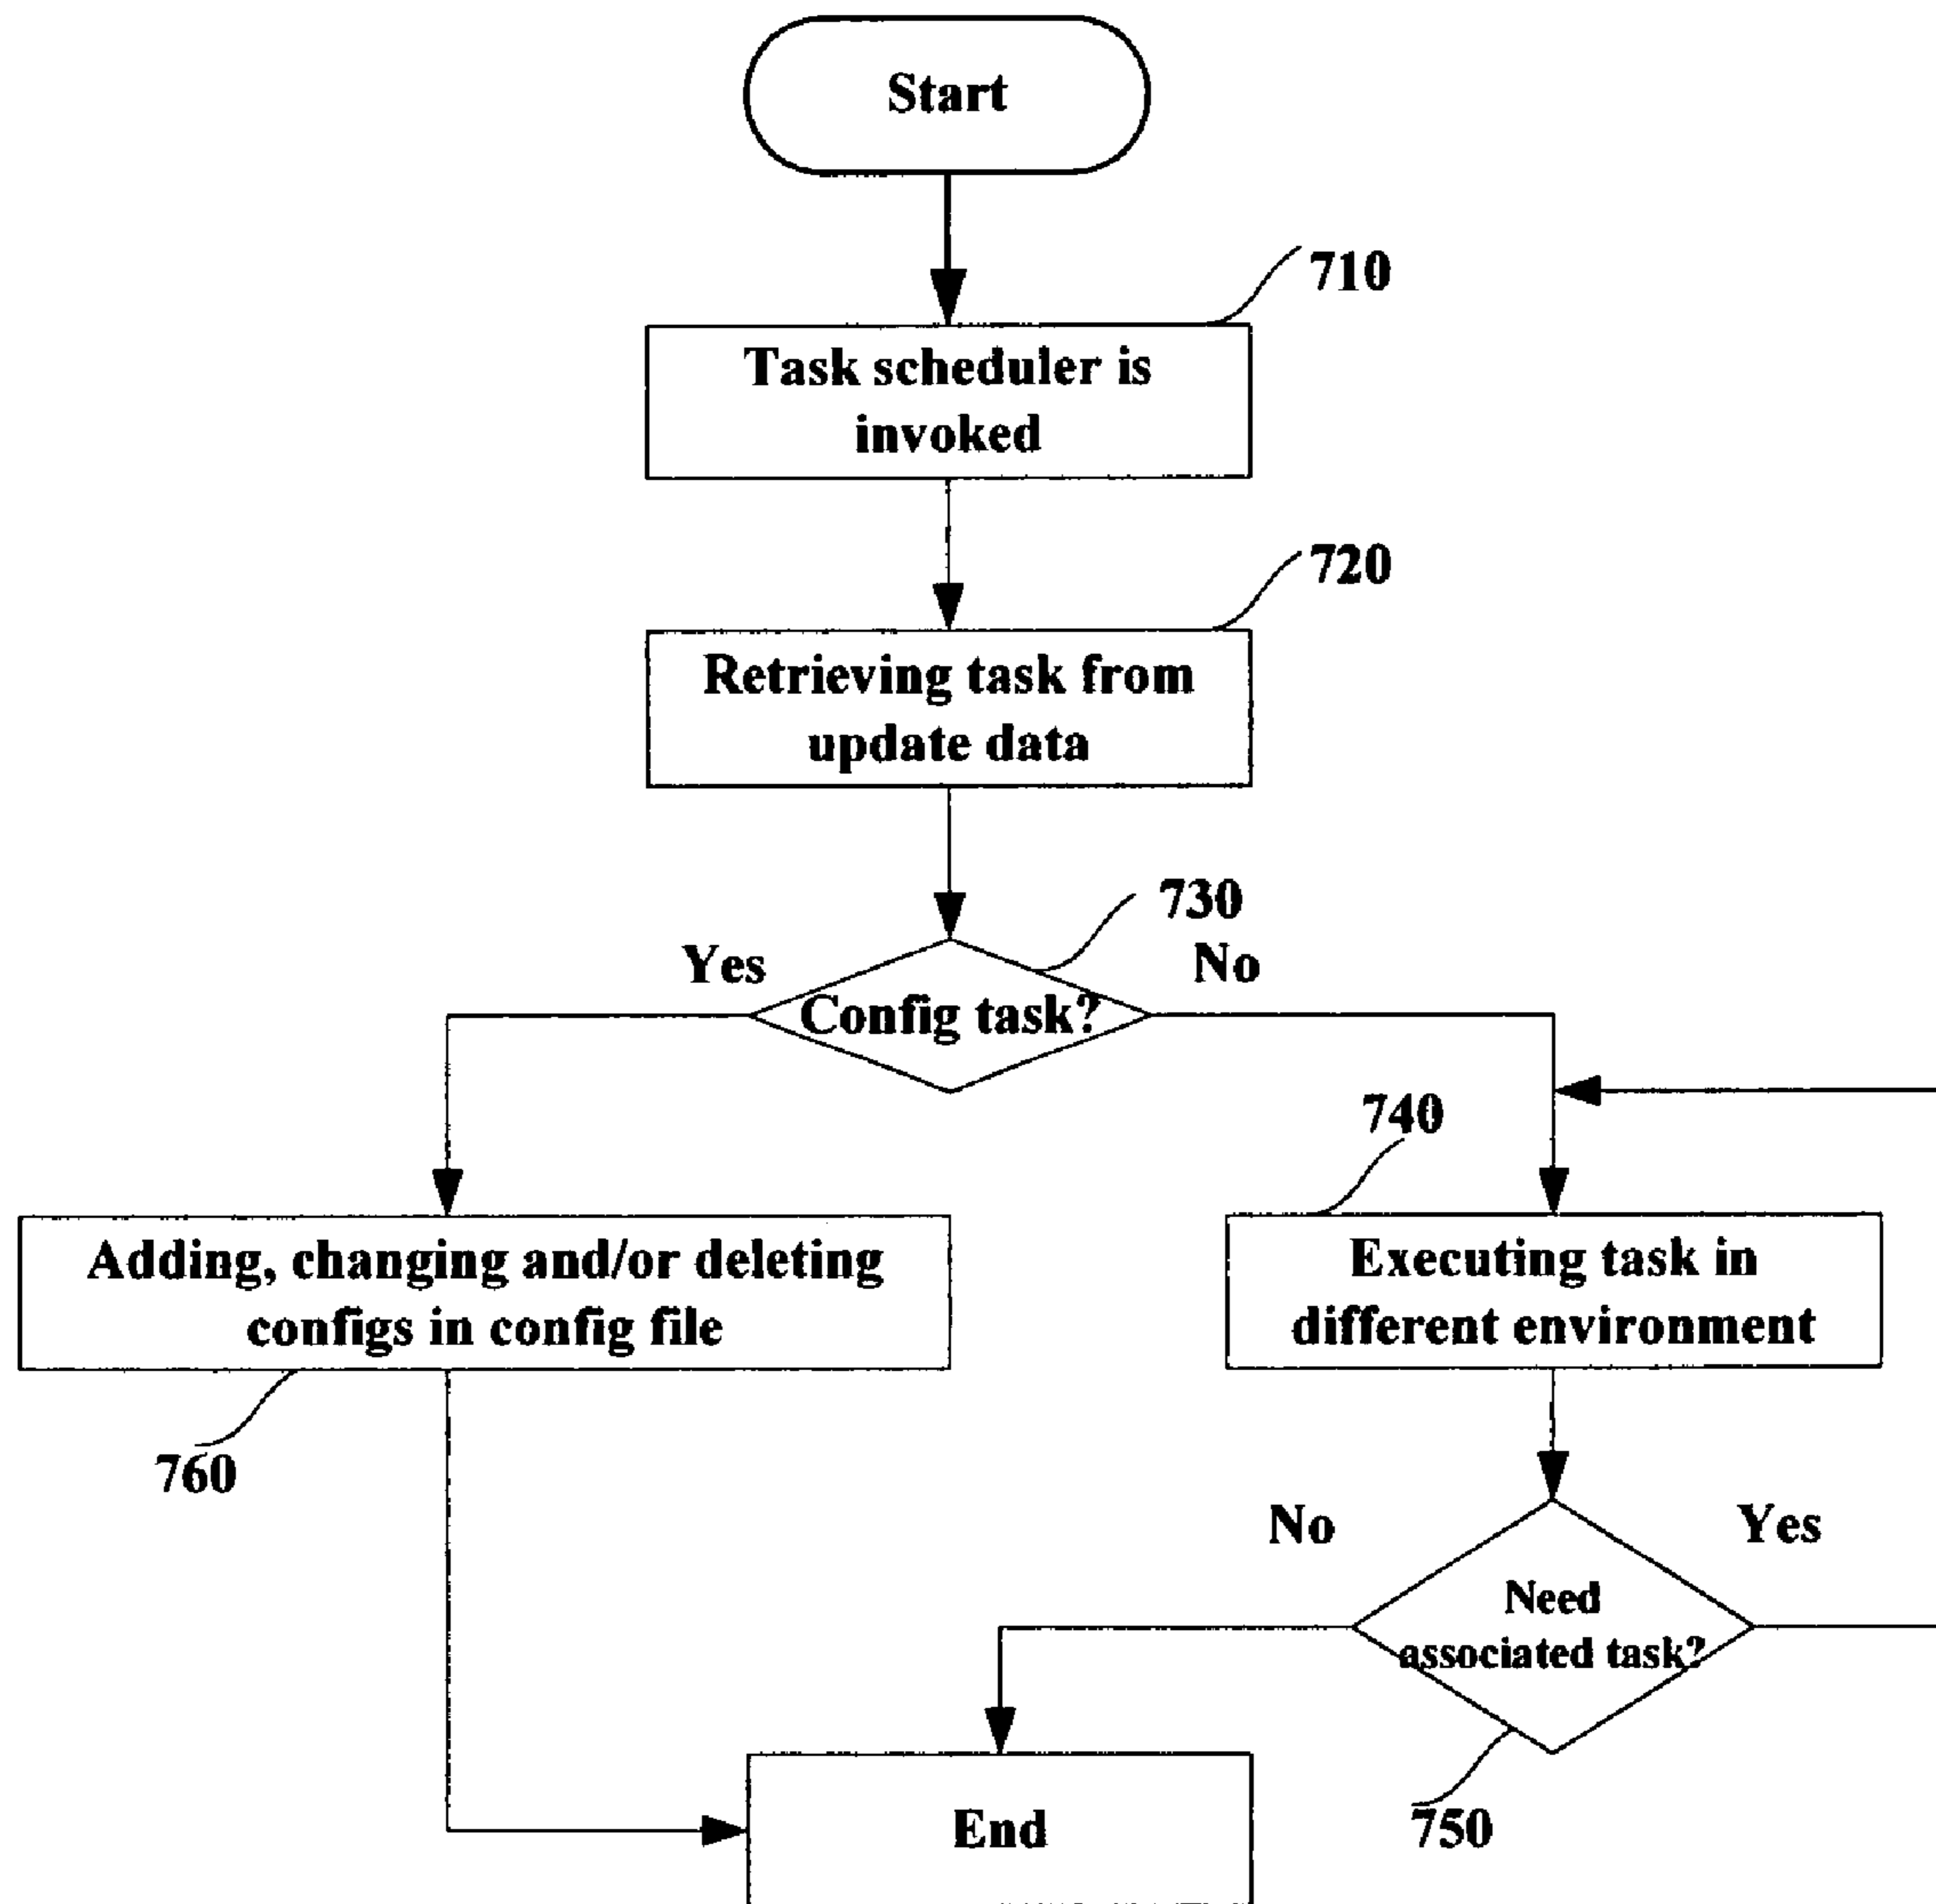 Start
710
Task scheduler is
invoked
720
Retrieving task from
update data
730
Yes
No
Config task?
740
Adding, changing and/or deleting
configs in config file
Executing task in
different environment
760
No
Yes
Need
associated task?
End
750